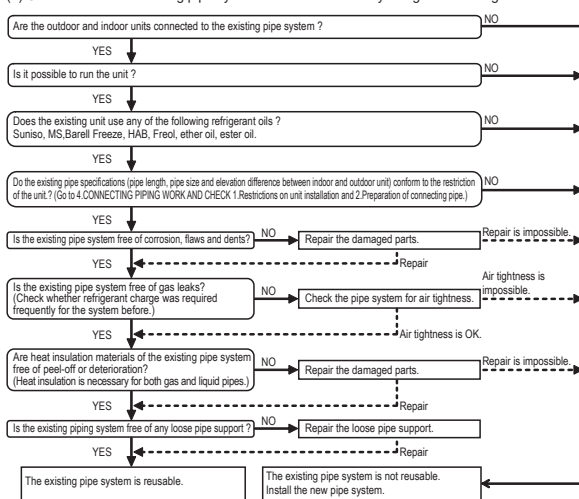 Are the outdoor and indoor units connected to the existing pipe system ?
NO
YES
Is it possible to run the unit ?
NO
YES
Does the existing unit use any of the following refrigerant oils ?
Suniso, MS,Barell Freeze, HAB, Freol, ether oil, ester oil.
NO
YES
Do the existing pipe specifications (pipe length, pipe size and elevation difference between indoor and outdoor unit) conform to the restriction
of the unit.? (Go to 4.CONNECTING PIPING WORK AND CHECK 1.Restrictions on unit installation and 2.Preparation of connecting pipe.)
NO
YES
Is the existing pipe system free of corrosion, flaws and dents?
NO
Repair the damaged parts.
Repair is impossible.
YES
Repair
Is the existing pipe system free of gas leaks?
(Check whether refrigerant charge was required
frequently for the system before.)
NO
Check the pipe system for air tightness.
Air tightness is
impossible.
YES
Air tightness is OK.
Are heat insulation materials of the existing pipe system
free of peel-off or deterioration?
(Heat insulation is necessary for both gas and liquid pipes.)
NO
Repair the damaged parts.
Repair is impossible.
YES
Repair
Is the existing piping system free of any loose pipe support ?
NO
Repair the loose pipe support.
YES
Repair
The existing pipe system is reusable.
The existing pipe system is not reusable.
Install the new pipe system.